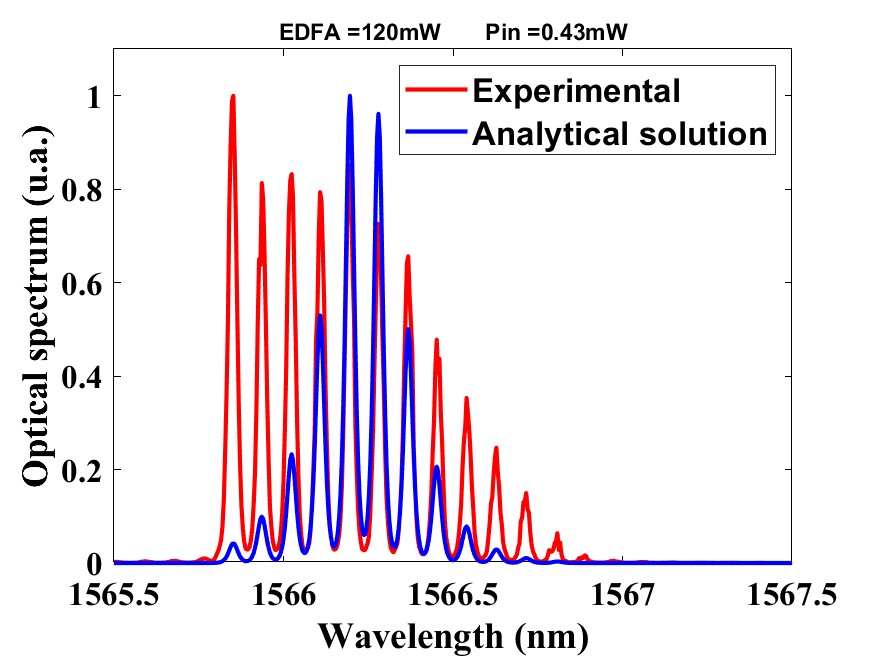 EDFA =120mW Pin =0.43mW
Experimental
Analytical solution
Optical spectrum (u.a.)
1
0.8
0.6
0.4
0.2
0
1565.5 1566 1566.5 1567 1567.5
Wavelength (nm)